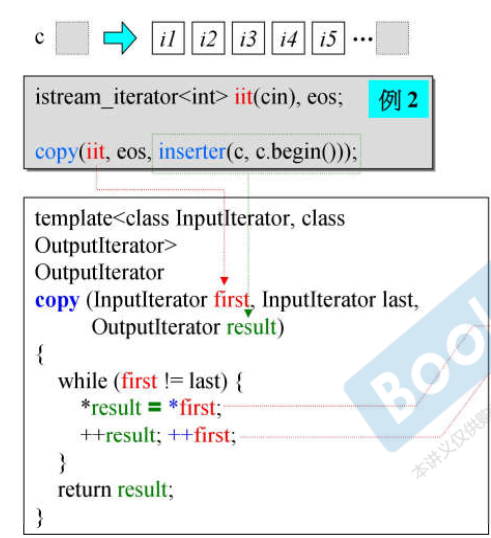 c i1 i2 i3 i4 i5 ...
istream_iterator<int> iit(cin), eos;
例 2
copy(iit, eos, inserter(c, c.begin()));
template<class InputIterator, class
OutputIterator>
OutputIterator
copy (InputIterator first, InputIterator last,
OutputIterator result)
{
while (first != last) {
*result = *first;
++result; ++first;
}
return result;
}
Bool
本讲义仅供